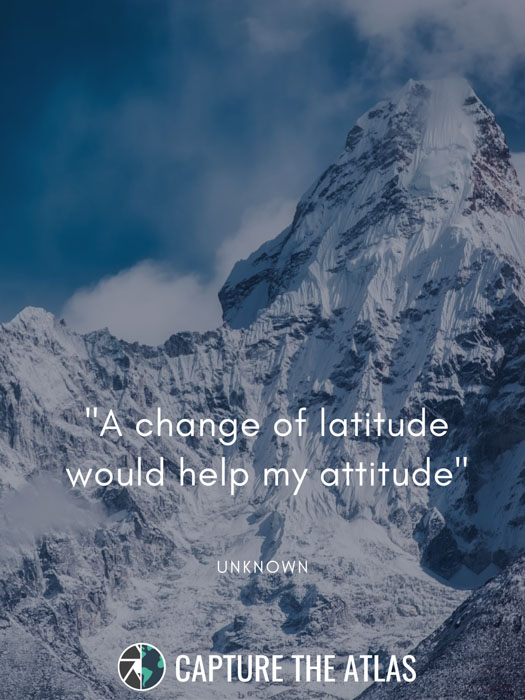 "A change of latitude
would help my attitude"
UNKNOWN
CAPTURE THE ATLAS